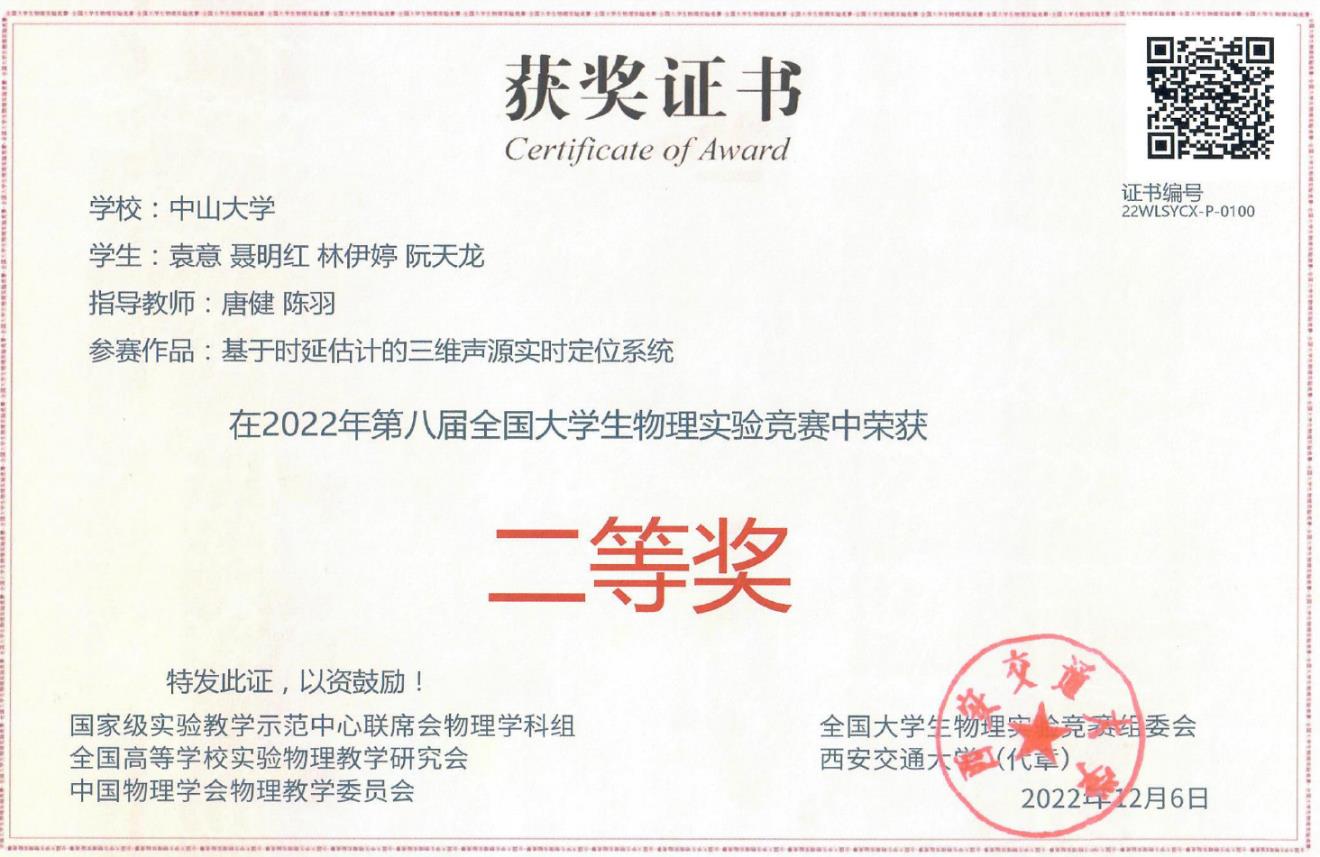 获奖证书
Certificate of Award
证书编号
22WLSYCX-P-0100
学校：中山大学
学生：袁意 聂明红 林伊婷 阮天龙
指导教师：唐健 陈羽
参赛作品：基于时延估计的三维声源实时定位系统
在2022年第八届全国大学生物理实验竞赛中荣获
二等奖
特发此证，以资鼓励！
国家级实验教学示范中心联席会物理学科组
全国高等学校实验物理教学研究会
中国物理学会物理教学委员会
全国大学生物理实验竞赛组委会
西安交通大学（代章）
2022年12月6日
西安交通大学